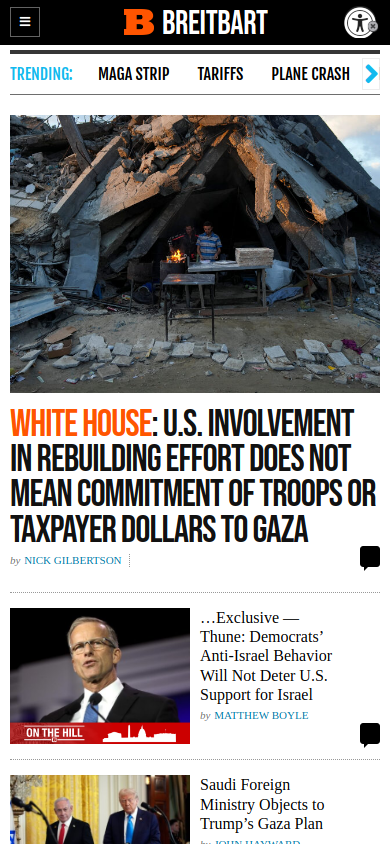 BREITBART
TRENDING: MAGA STRIP TARIFFS PLANE CRASH
WHITE HOUSE: U.S. INVOLVEMENT
IN REBUILDING EFFORT DOES NOT
MEAN COMMITMENT OF TROOPS OR
TAXPAYER DOLLARS TO GAZA
by NICK GILBERTSON
ON THE HILL
…Exclusive —
Thune: Democrats’
Anti-Israel Behavior
Will Not Deter U.S.
Support for Israel
by MATTHEW BOYLE
Saudi Foreign
Ministry Objects to
Trump’s Gaza Plan
by JOHN HAYWARD